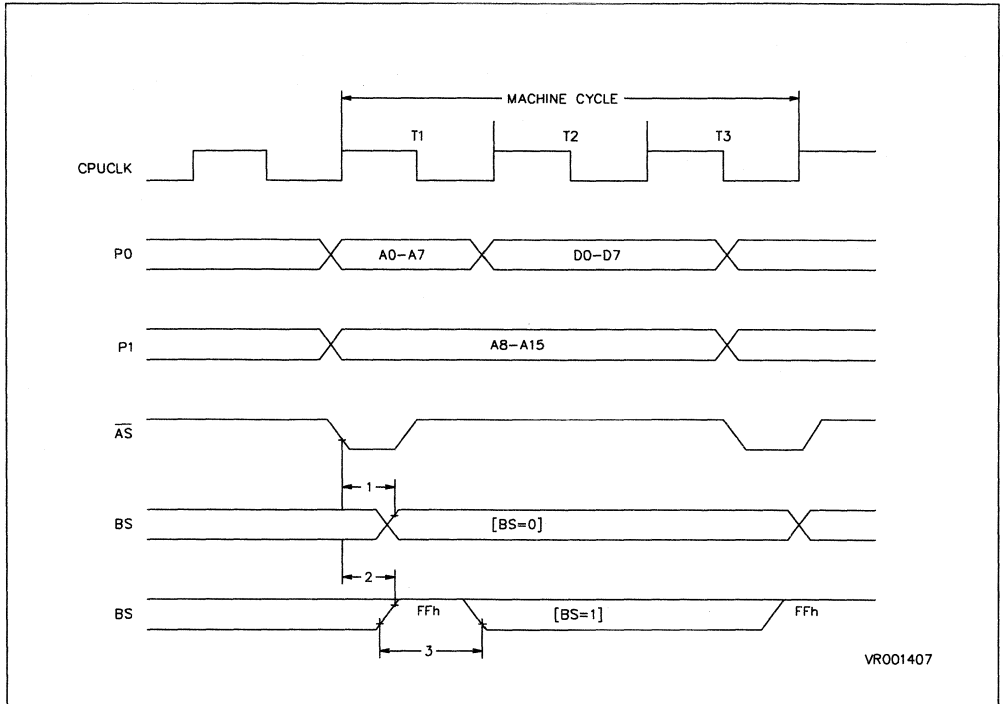 MACHINE CYCLE
T1 T2 T3
CPUCLK
P0 A0-A7 D0-D7
P1 A8-A15
AS
1
BS [BS=0]
2
BS FFh [BS=1] FFh
3
VR001407